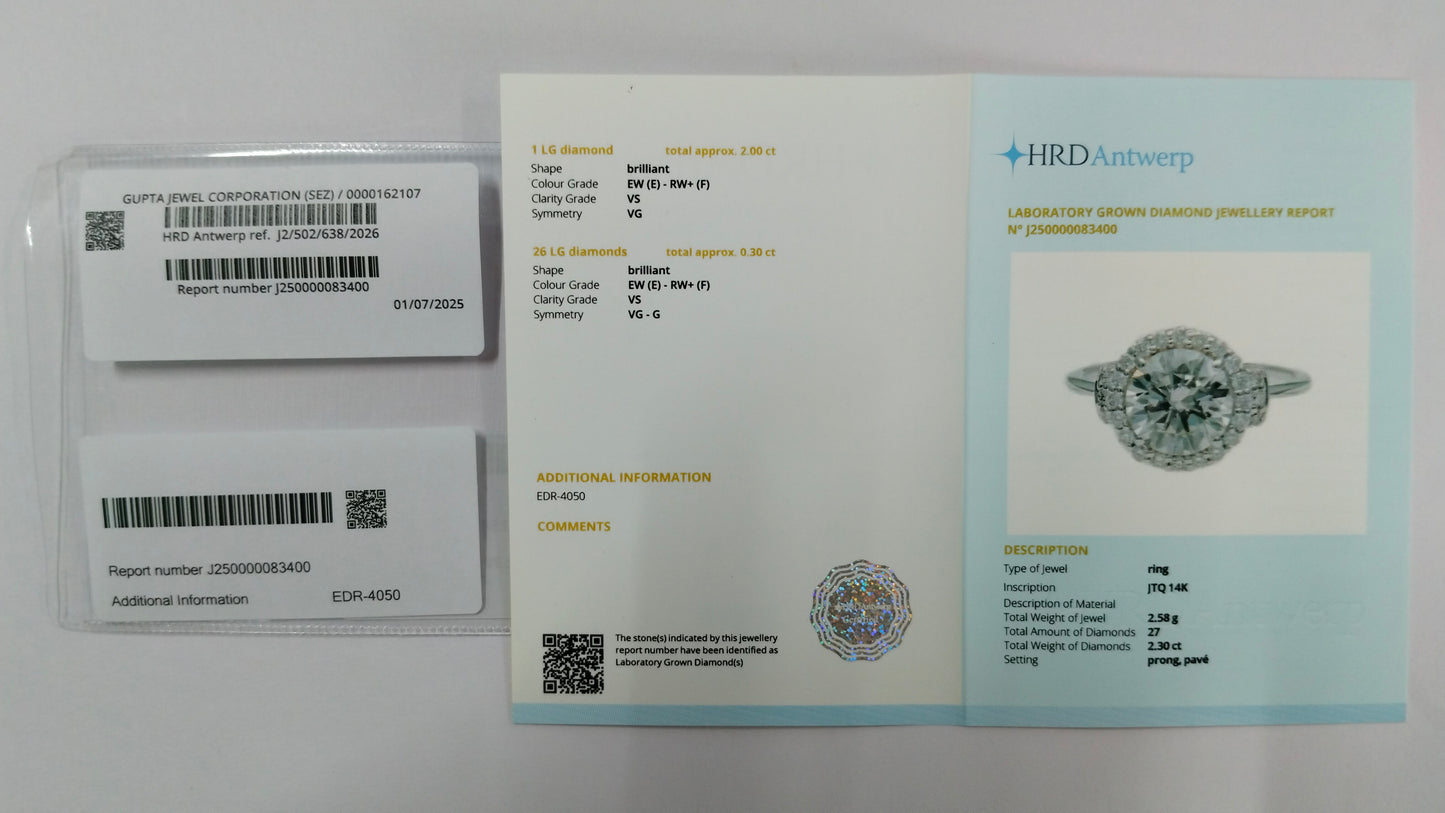 GUPTA JEWEL CORPORATION (SEZ) / 0000162107
HRD Antwerp ref. J2/502/638/2026
Report number J250000083400
01/07/2025
Report number J250000083400
Additional Information EDR-4050
1 LG diamond total approx. 2.00 ct
Shape brilliant
Colour Grade EW (E) - RW+ (F)
Clarity Grade VS
Symmetry VG
26 LG diamonds total approx. 0.30 ct
Shape brilliant
Colour Grade EW (E) - RW+ (F)
Clarity Grade VS
Symmetry VG - G
ADDITIONAL INFORMATION
EDR-4050
COMMENTS
The stone(s) indicated by this jewellery
report number have been identified as
Laboratory Grown Diamond(s)
HRD Antwerp
LABORATORY GROWN DIAMOND JEWELLERY REPORT
N° J250000083400
DESCRIPTION
Type of Jewel ring
Inscription JTQ 14K
Description of Material
Total Weight of Jewel 2.58 g
Total Amount of Diamonds 27
Total Weight of Diamonds 2.30 ct
Setting prong, pavé